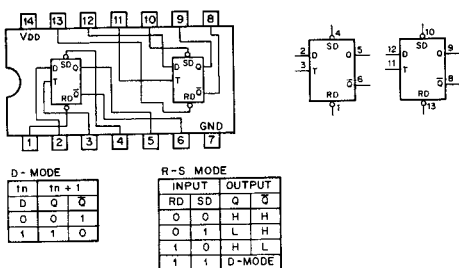 14 13 12 11 10 9 8
VDD
D SD Q
T
RD Q̅
SD
D Q
T
Q̅
RD
GND
1 2 3 4 5 6 7
4
2 D SD Q 5
3 T
Q̅ 6
RD
1
10
12 D SD Q 9
11 T
Q̅ 8
RD
13
D-MODE
tn tn + 1
D Q Q̅
0 0 1
1 1 0
R-S MODE
INPUT OUTPUT
RD SD Q Q̅
0 0 H H
0 1 L H
1 0 H L
1 1 D-MODE